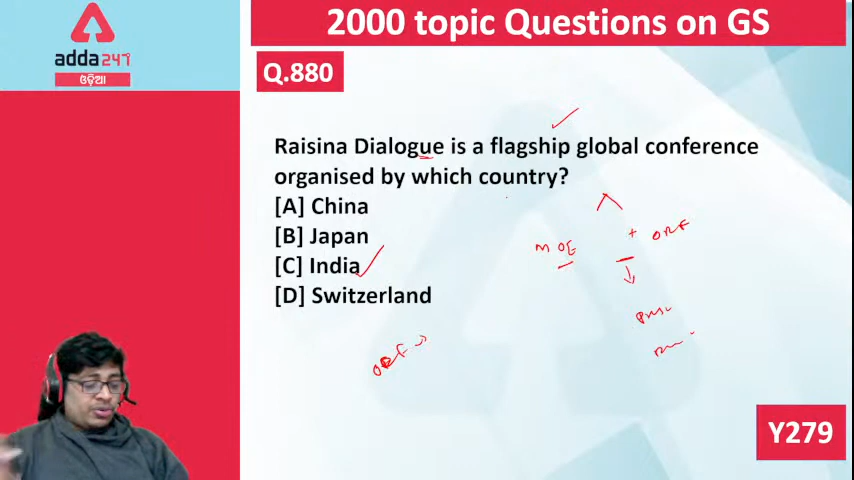 2000 topic Questions on GS
adda247
ଓଡ଼ିଆ
Q.880
Raisina Dialogue is a flagship global conference
organised by which country?
[A] China
[B] Japan
[C] India
[D] Switzerland
MOE + ORF
ORF
Y279